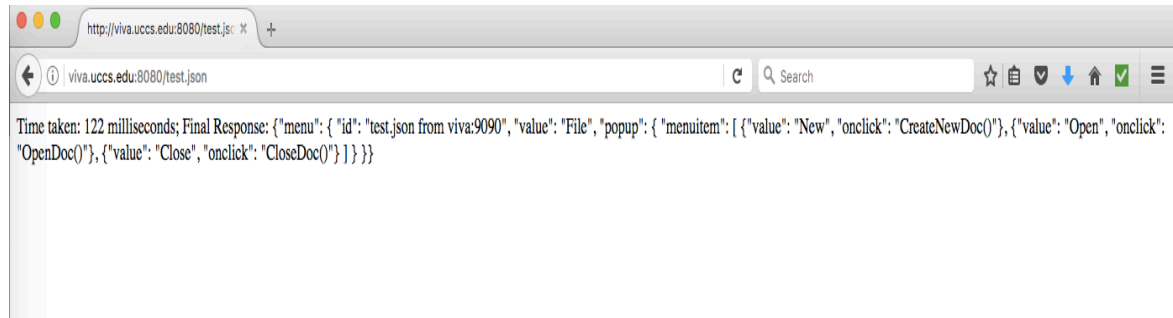 http://viva.uccs.edu:8080/test.jsc
viva.uccs.edu:8080/test.json
Search
Time taken: 122 milliseconds; Final Response: {"menu": { "id": "test.json from viva:9090", "value": "File", "popup": { "menuitem": [ {"value": "New", "onclick": "CreateNewDoc()"}, {"value": "Open", "onclick":
"OpenDoc()"}, {"value": "Close", "onclick": "CloseDoc()"} ] } }}